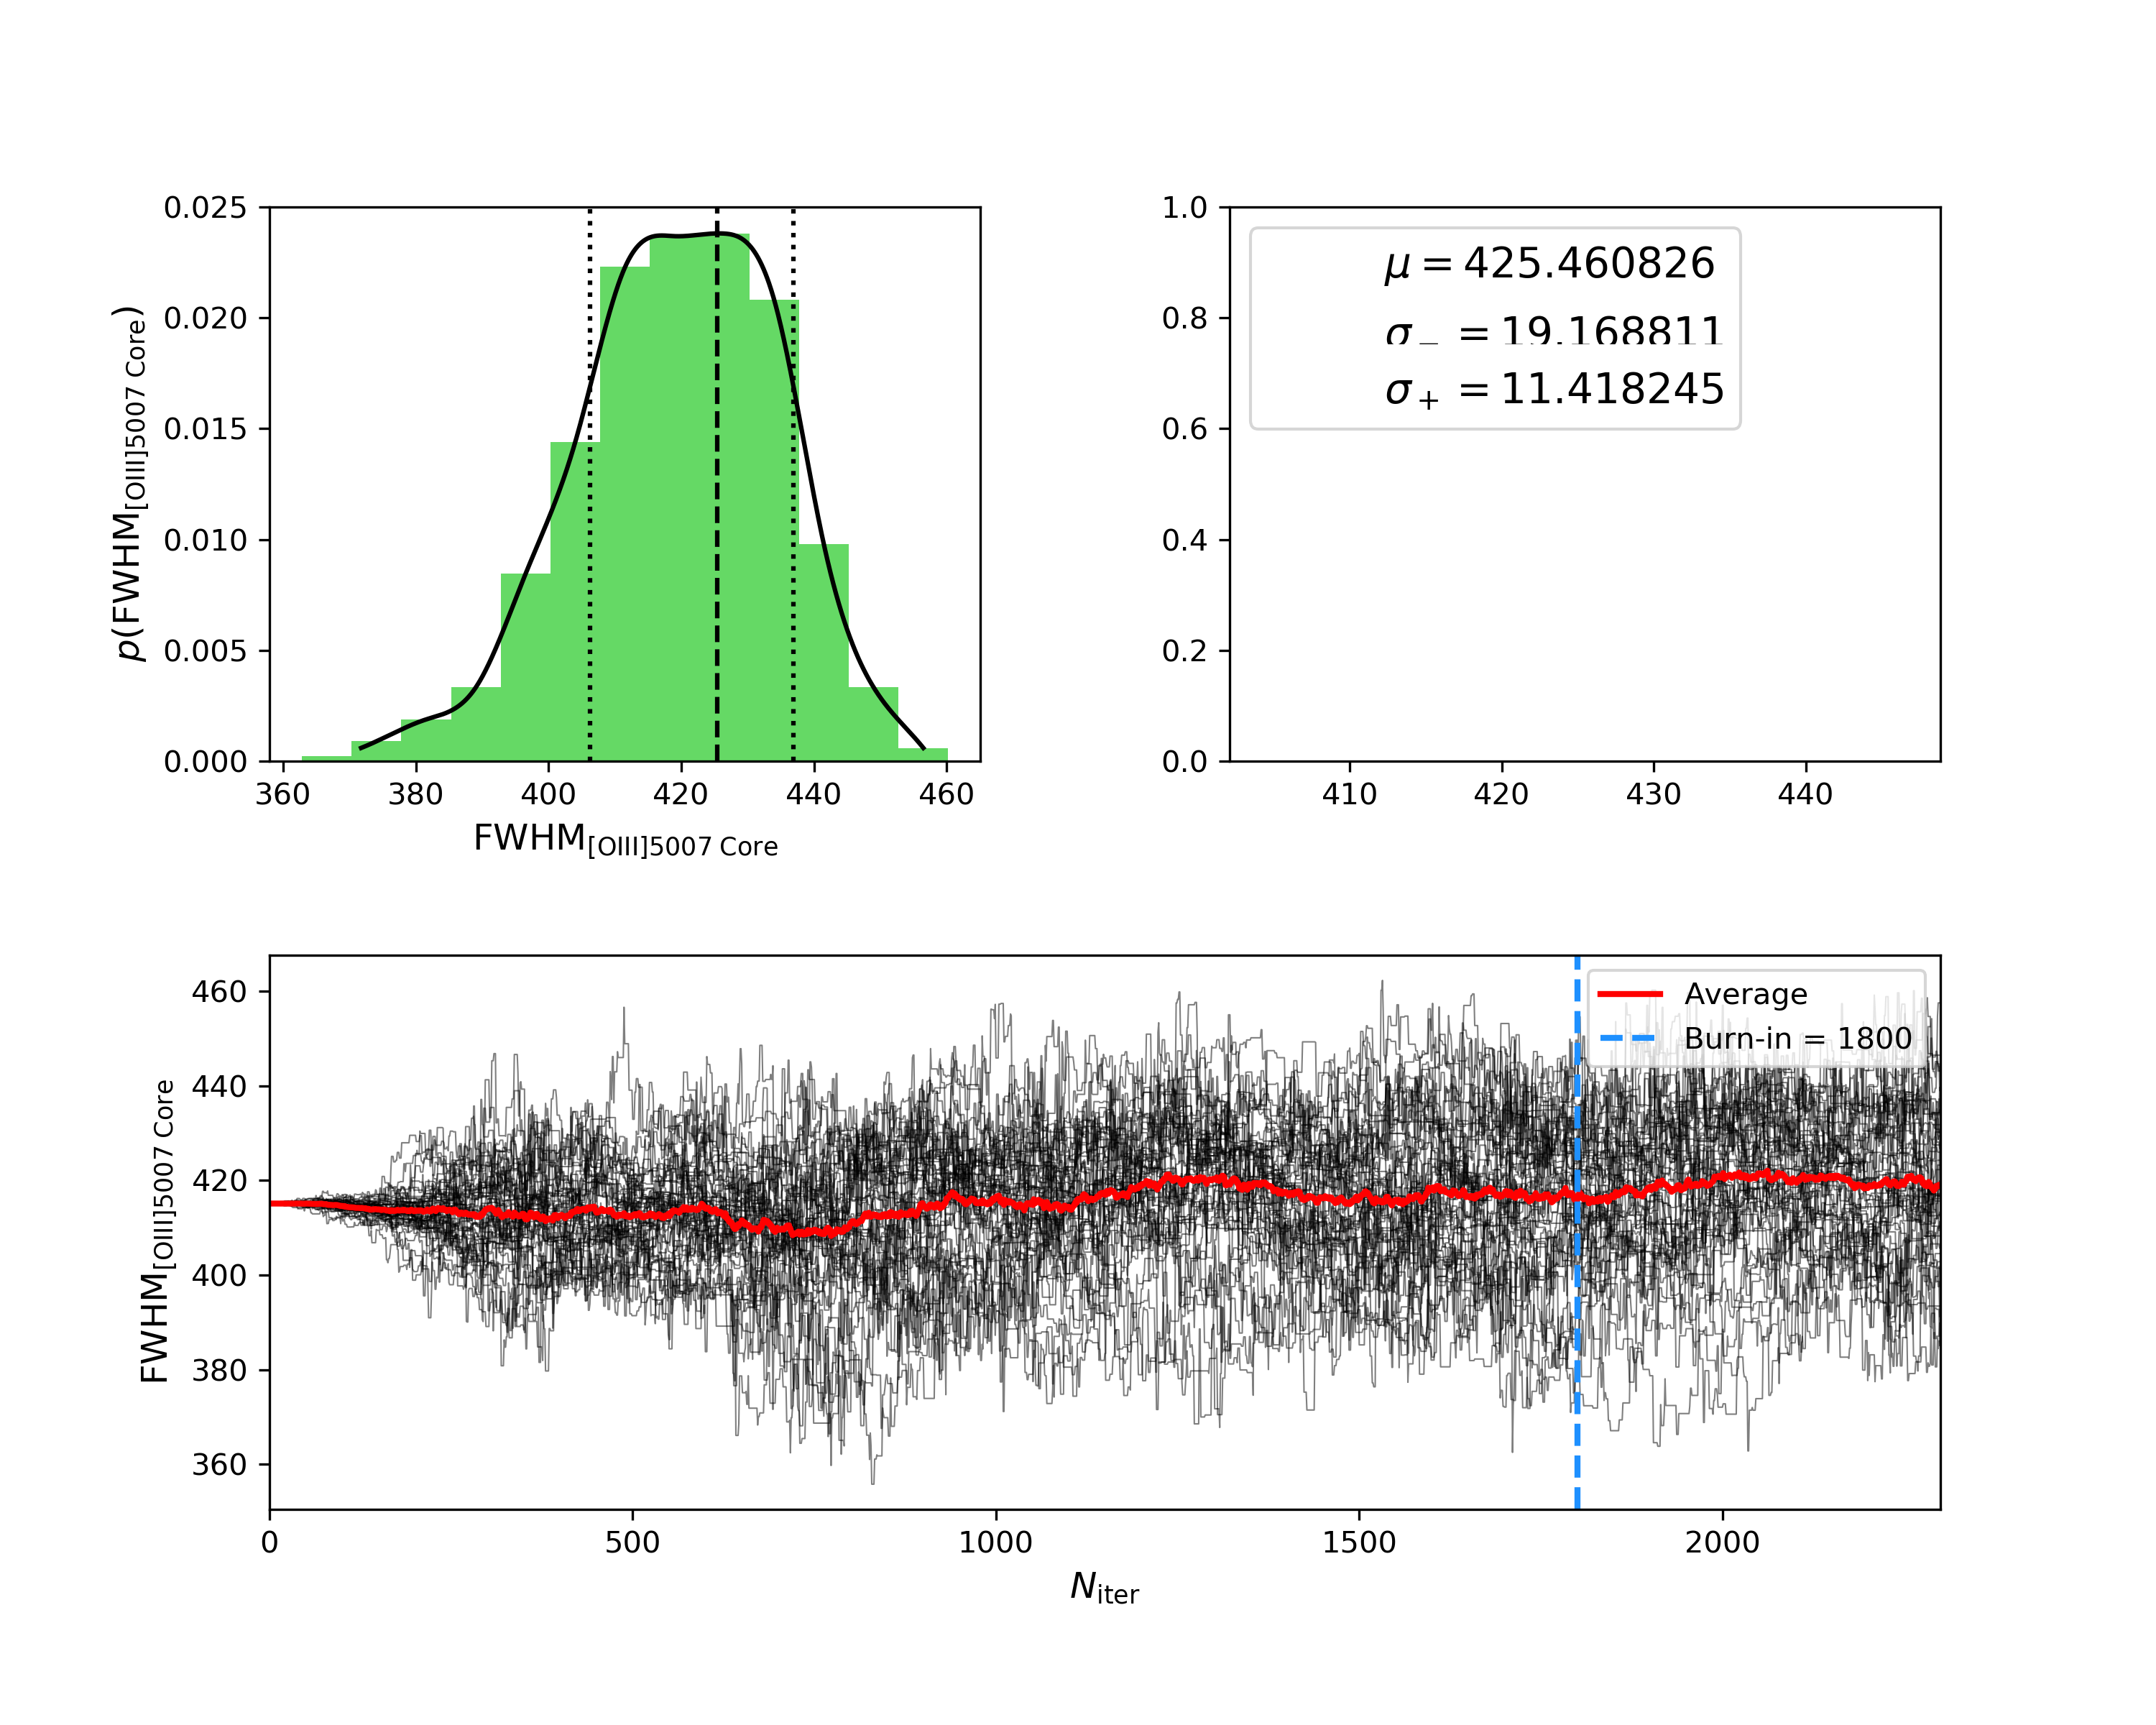 0.025
0.020
0.015
0.010
0.005
0.000
p(FWHM[OIII]5007 Core)
360 380 400 420 440 460
FWHM[OIII]5007 Core
1.0
0.8
0.6
0.4
0.2
0.0
μ = 425.460826
σ− = 19.168811
σ+ = 11.418245
410 420 430 440
460
440
420
400
380
360
FWHM[OIII]5007 Core
Average
Burn-in = 1800
0 500 1000 1500 2000
Niter